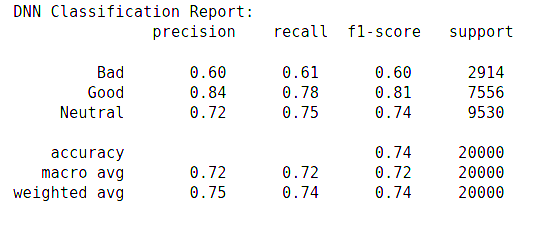 DNN Classification Report:
precision recall f1-score support
Bad 0.60 0.61 0.60 2914
Good 0.84 0.78 0.81 7556
Neutral 0.72 0.75 0.74 9530
accuracy 0.74 20000
macro avg 0.72 0.72 0.72 20000
weighted avg 0.75 0.74 0.74 20000